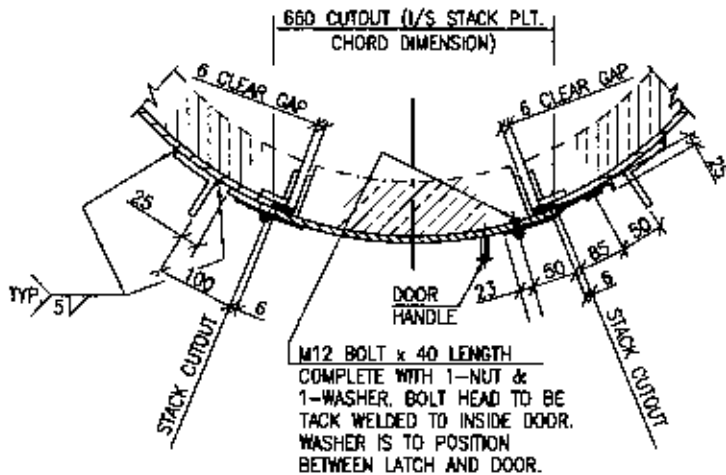 660 CUTOUT (I/S STACK PLT.
CHORD DIMENSION)
6 CLEAR GAP
6 CLEAR GAP
25
25
100
6
TYP.
5
DOOR
HANDLE
23
50
85
50
6
STACK CUTOUT
STACK CUTOUT
M12 BOLT x 40 LENGTH
COMPLETE WITH 1-NUT &
1-WASHER. BOLT HEAD TO BE
TACK WELDED TO INSIDE DOOR.
WASHER IS TO POSITION
BETWEEN LATCH AND DOOR.